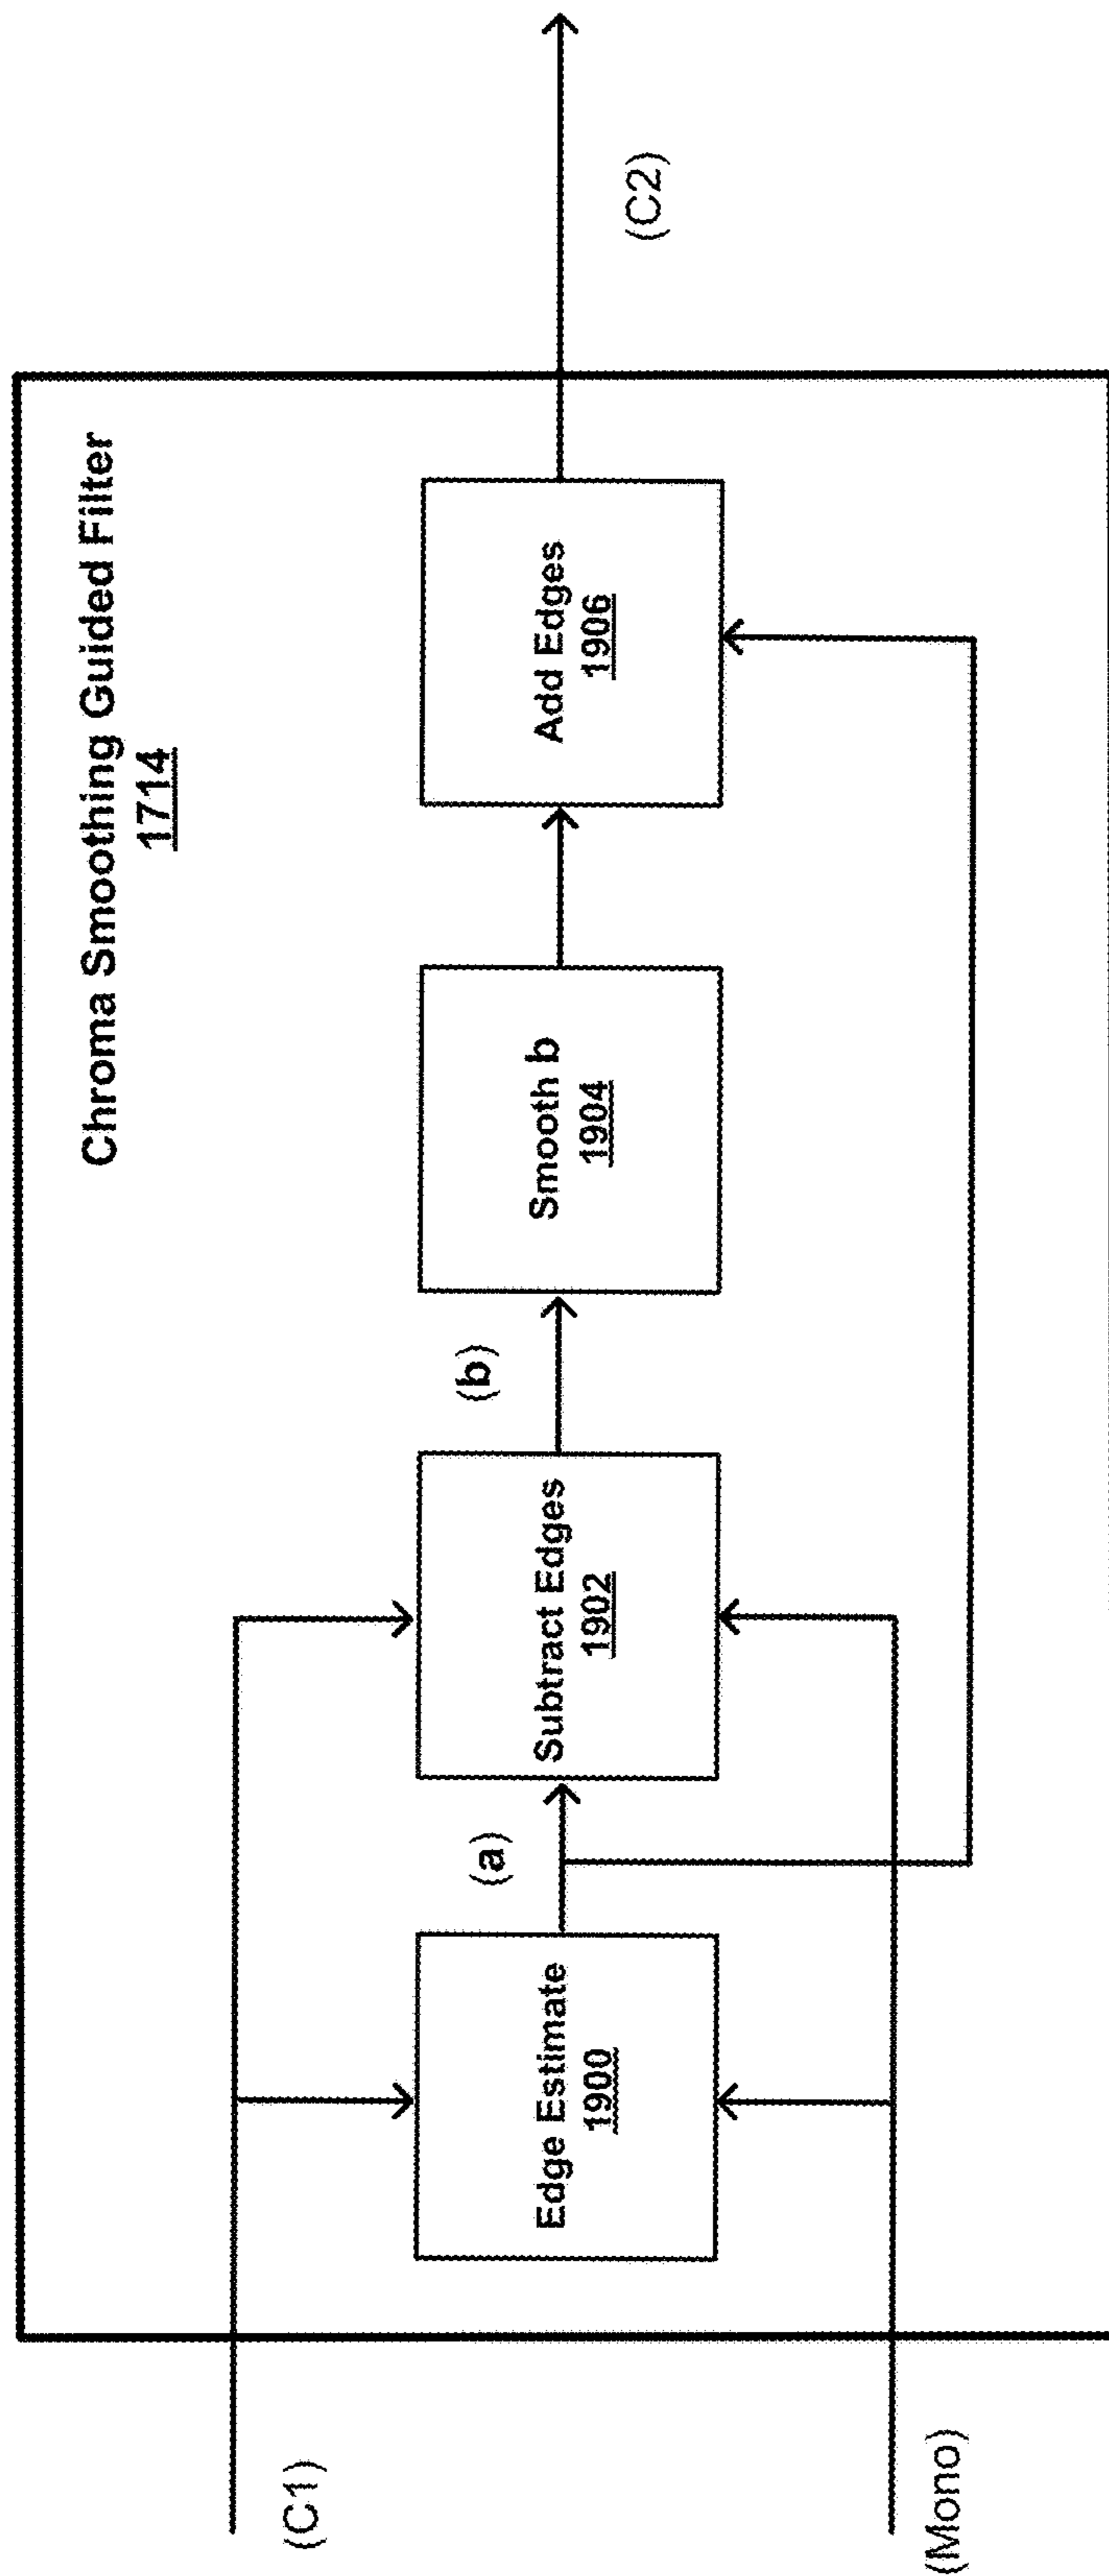 Chroma Smoothing Guided Filter
1714
(C1)
(Mono)
Edge Estimate
1900
(a)
Subtract Edges
1902
(b)
Smooth b
1904
Add Edges
1906
(C2)